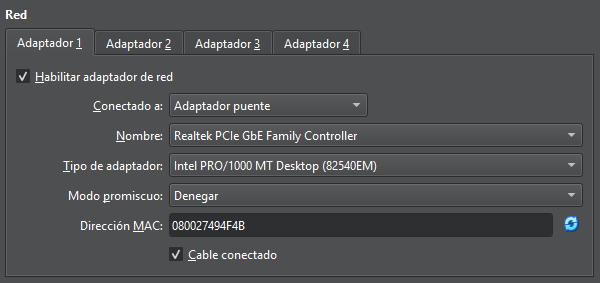 Red
Adaptador 1 Adaptador 2 Adaptador 3 Adaptador 4
Habilitar adaptador de red
Conectado a: Adaptador puente
Nombre: Realtek PCIe GbE Family Controller
Tipo de adaptador: Intel PRO/1000 MT Desktop (82540EM)
Modo promiscuo: Denegar
Dirección MAC: 080027494F4B
Cable conectado